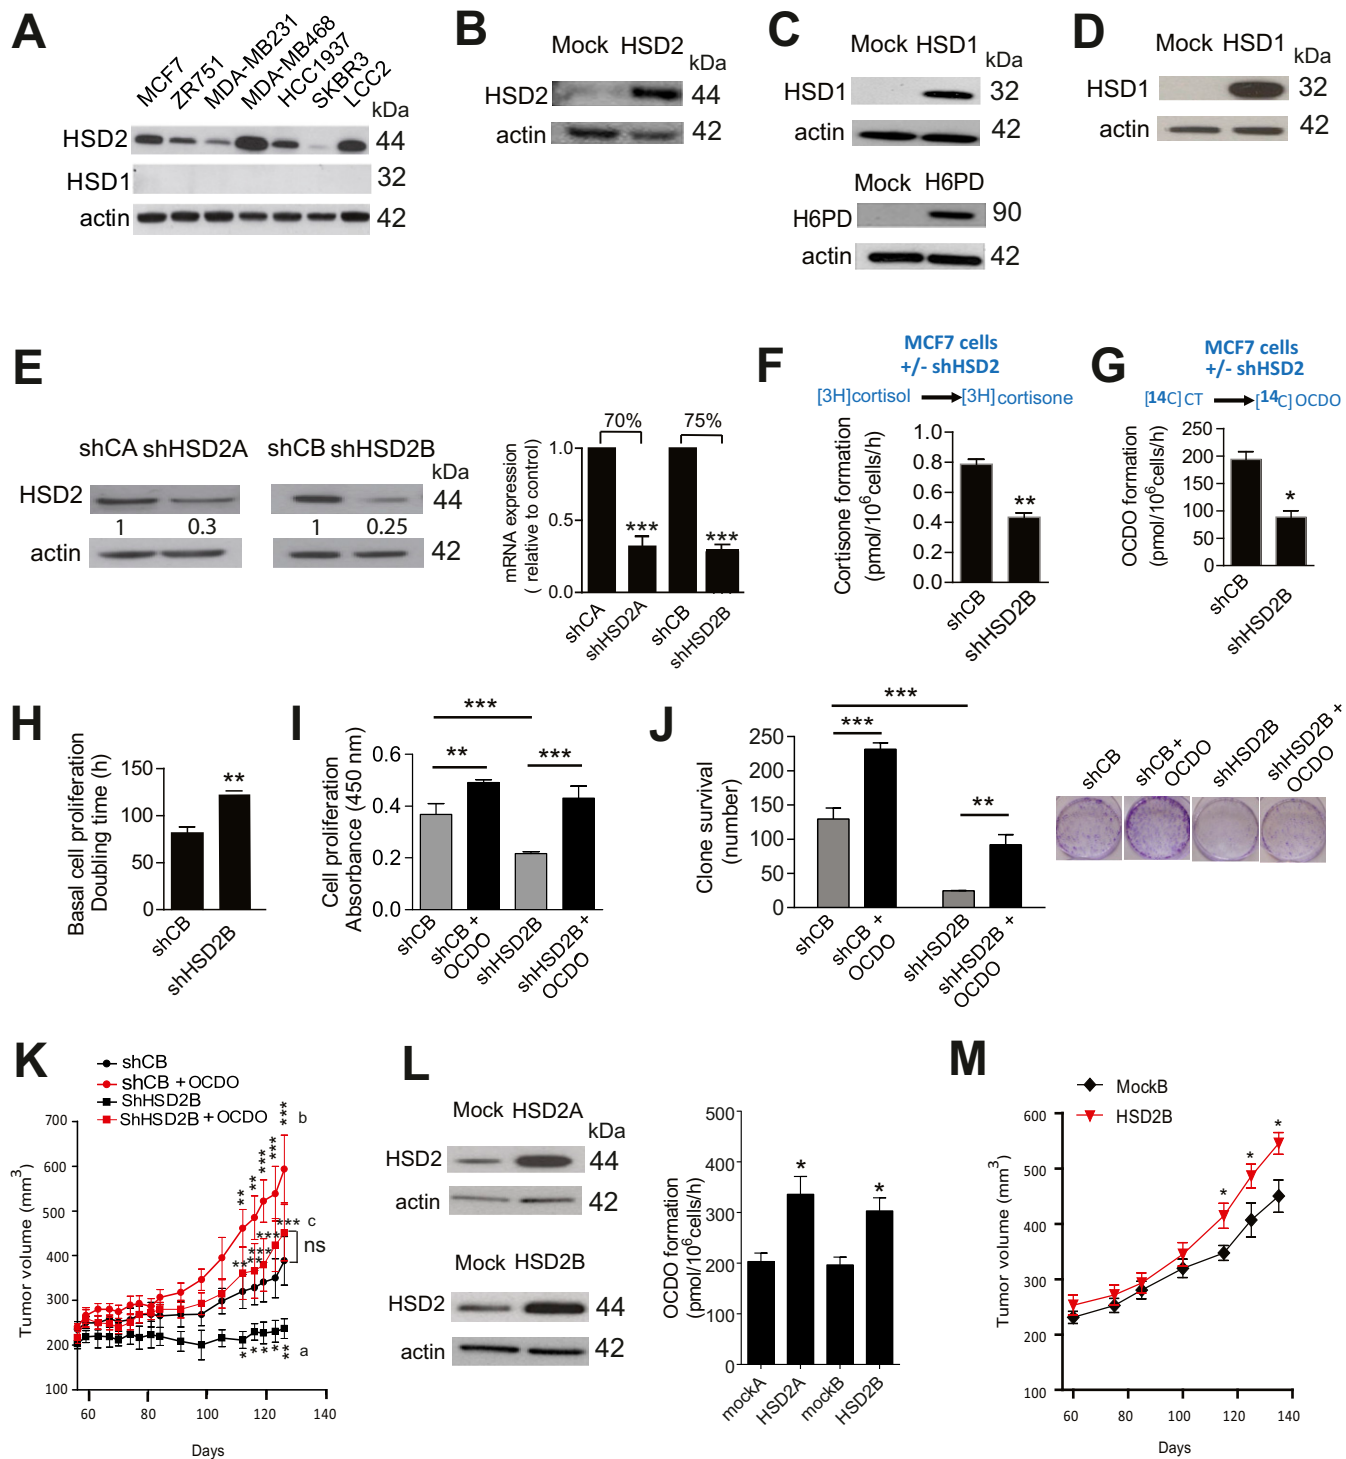 A
MCF7
ZR751
MDA-MB231
MDA-MB468
HCC1937
SKBR3
LCC2
kDa
HSD2
44
HSD1
32
actin
42
B
Mock HSD2
kDa
HSD2
44
actin
42
C
Mock HSD1
kDa
HSD1
32
actin
42
Mock H6PD
H6PD
90
actin
42
D
Mock HSD1
kDa
HSD1
32
actin
42
E
shCA shHSD2A
shCB shHSD2B
kDa
HSD2
44
1 0.3
1 0.25
actin
42
70%
75%
mRNA expression
( relative to control)
1.0
0.5
0.0
***
***
shCA
shHSD2A
shCB
shHSD2B
F
MCF7 cells
+/- shHSD2
[3H]cortisol
[3H]cortisone
Cortisone formation
(pmol/10⁶cells/h)
1.0
0.8
0.6
0.4
0.2
0.0
**
shCB
shHSD2B
G
MCF7 cells
+/- shHSD2
[14C] CT
[14C] OCDO
OCDO formation
(pmol/10⁶cells/h)
250
200
150
100
50
0
*
shCB
shHSD2B
H
Basal cell proliferation
Doubling time (h)
150
100
50
0
**
shCB
shHSD2B
I
***
**
***
Cell proliferation
Absorbance (450 nm)
0.6
0.4
0.2
0.0
shCB
shCB +
OCDO
shHSD2B
shHSD2B +
OCDO
J
***
***
**
Clone survival
(number)
250
200
150
100
50
0
shCB
shCB +
OCDO
shHSD2B
shHSD2B +
OCDO
shCB
shCB +
OCDO
shHSD2B
shHSD2B +
OCDO
K
shCB
shCB + OCDO
ShHSD2B
ShHSD2B + OCDO
Tumor volume (mm³)
700
600
500
400
300
200
100
**
**
***
***
***
b
**
***
***
***
c
ns
*
**
*
*
**
a
60
80
100
120
140
Days
L
Mock HSD2A
kDa
HSD2
44
actin
42
Mock HSD2B
HSD2
44
actin
42
OCDO formation
(pmol/10⁶cells/h)
500
400
300
200
100
0
*
*
mockA
HSD2A
mockB
HSD2B
M
MockB
HSD2B
Tumor volume (mm³)
600
500
400
300
200
100
*
*
*
60
80
100
120
140
Days